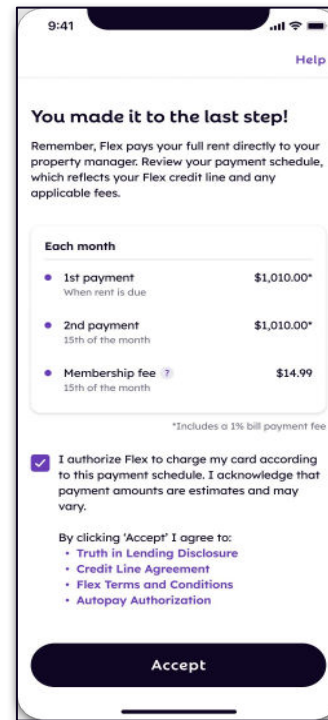 9:41
Help
You made it to the last step!
Remember, Flex pays your full rent directly to your
property manager. Review your payment schedule,
which reflects your Flex credit line and any
applicable fees.
Each month
1st payment $1,010.00*
When rent is due
2nd payment $1,010.00*
15th of the month
Membership fee ? $14.99
15th of the month
*Includes a 1% bill payment fee
I authorize Flex to charge my card according
to this payment schedule. I acknowledge that
payment amounts are estimates and may
vary.
By clicking 'Accept' I agree to:
• Truth in Lending Disclosure
• Credit Line Agreement
• Flex Terms and Conditions
• Autopay Authorization
Accept